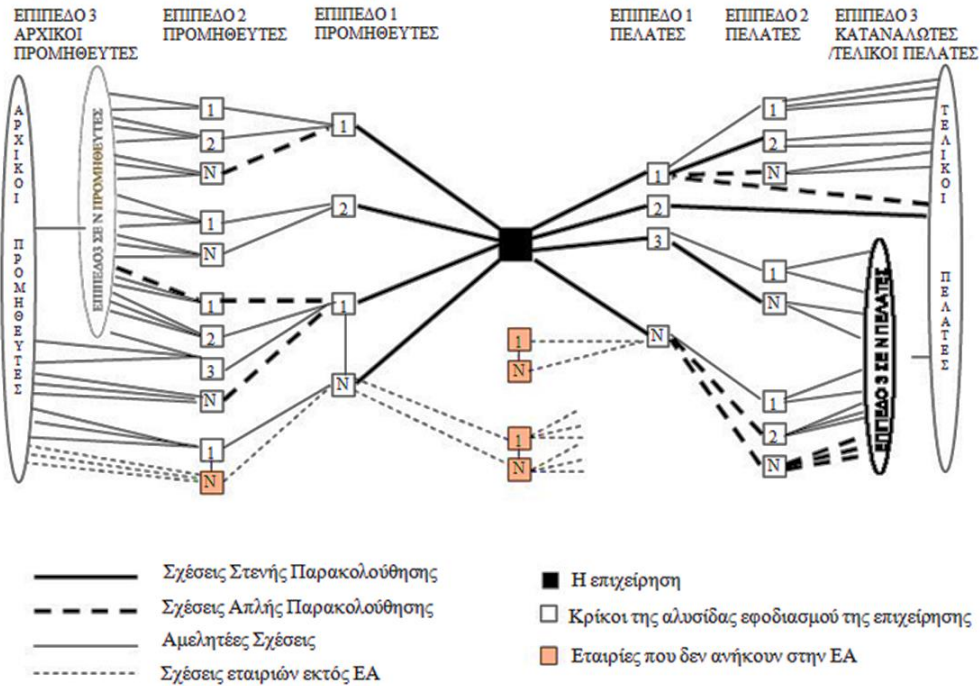 ΕΠΙΠΕΔΟ 3
ΑΡΧΙΚΟΙ
ΠΡΟΜΗΘΕΥΤΕΣ
ΕΠΙΠΕΔΟ 2
ΠΡΟΜΗΘΕΥΤΕΣ
ΕΠΙΠΕΔΟ 1
ΠΡΟΜΗΘΕΥΤΕΣ
ΕΠΙΠΕΔΟ 1
ΠΕΛΑΤΕΣ
ΕΠΙΠΕΔΟ 2
ΠΕΛΑΤΕΣ
ΕΠΙΠΕΔΟ 3
ΚΑΤΑΝΑΛΩΤΕΣ
/ΤΕΛΙΚΟΙ ΠΕΛΑΤΕΣ
ΑΡΧΙΚΟΙ ΠΡΟΜΗΘΕΥΤΕΣ
ΕΠΙΠΕΔΟ 3 ΣΕ Ν ΠΡΟΜΗΘΕΥΤΕΣ
1
2
N
1
N
1
2
3
N
1
N
1
2
1
N
1
N
1
N
1
2
3
N
1
2
N
1
N
1
2
N
ΕΠΙΠΕΔΟ 3 ΣΕ Ν ΠΕΛΑΤΕΣ
ΤΕΛΙΚΟΙ ΠΕΛΑΤΕΣ
Σχέσεις Στενής Παρακολούθησης
Σχέσεις Απλής Παρακολούθησης
Αμελητέες Σχέσεις
Σχέσεις εταιριών εκτός ΕΑ
Η επιχείρηση
Κρίκοι της αλυσίδας εφοδιασμού της επιχείρησης
Εταιρίες που δεν ανήκουν στην ΕΑ